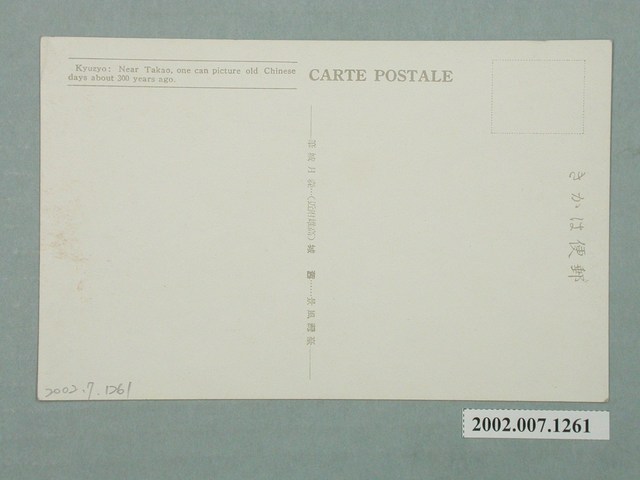 Kyuzyo: Near Takao, one can picture old Chinese
days about 300 years ago.
CARTE POSTALE
きかは便郵
2002.7.1261
2002.007.1261